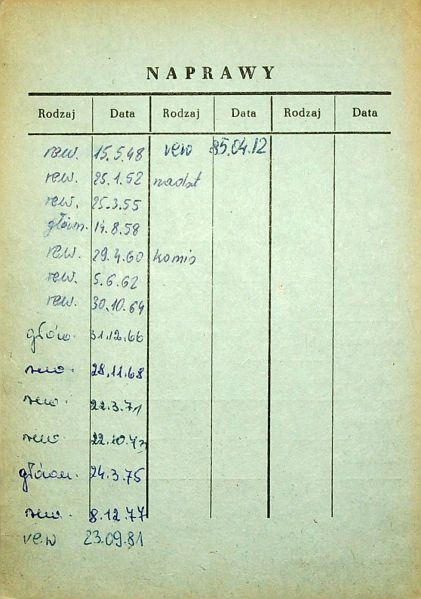 NAPRAWY
Rodzaj Data Rodzaj Data Rodzaj Data
rew. 15.5.48 rew 85.04.12
rew. 25.1.52 nadzt
rew. 25.3.55
główn. 14.8.58
rew. 29.4.60 komis
rew. 5.6.62
rew. 30.10.64
główn. 31.12.66
rew. 28.11.68
rew. 22.3.71
rew. 22.10.73
główn. 24.3.75
rew. 8.12.77
rew 23.09.81